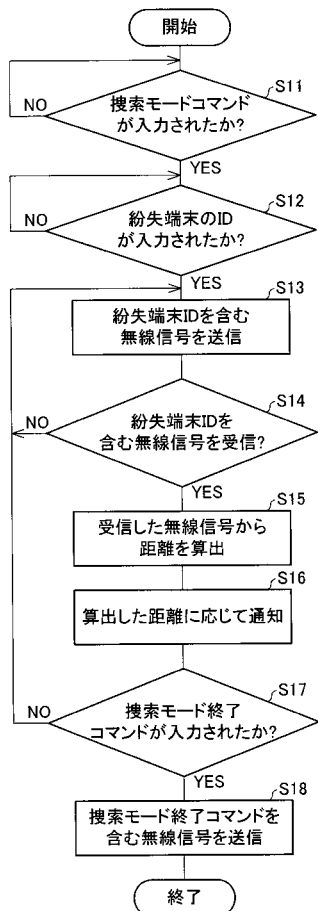 開始
S11
捜索モードコマンド
が入力されたか?
NO
YES
S12
紛失端末のID
が入力されたか?
NO
YES
S13
紛失端末IDを含む
無線信号を送信
S14
紛失端末IDを
含む無線信号を受信?
NO
YES
S15
受信した無線信号から
距離を算出
S16
算出した距離に応じて通知
S17
捜索モード終了
コマンドが入力されたか?
NO
YES
S18
捜索モード終了コマンドを
含む無線信号を送信
終了